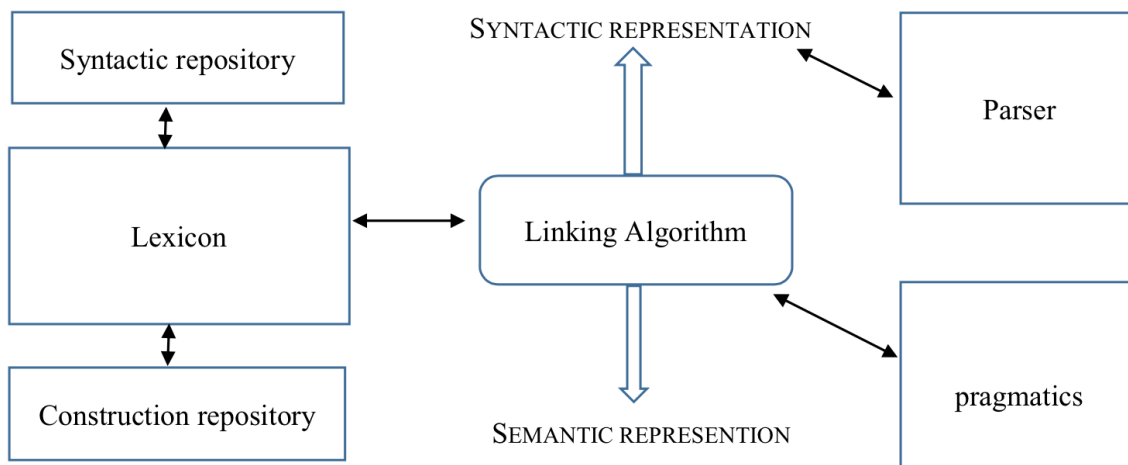 Syntactic repository
SYNTACTIC REPRESENTATION
Parser
Lexicon
Linking Algorithm
Construction repository
SEMANTIC REPRESENTION
pragmatics